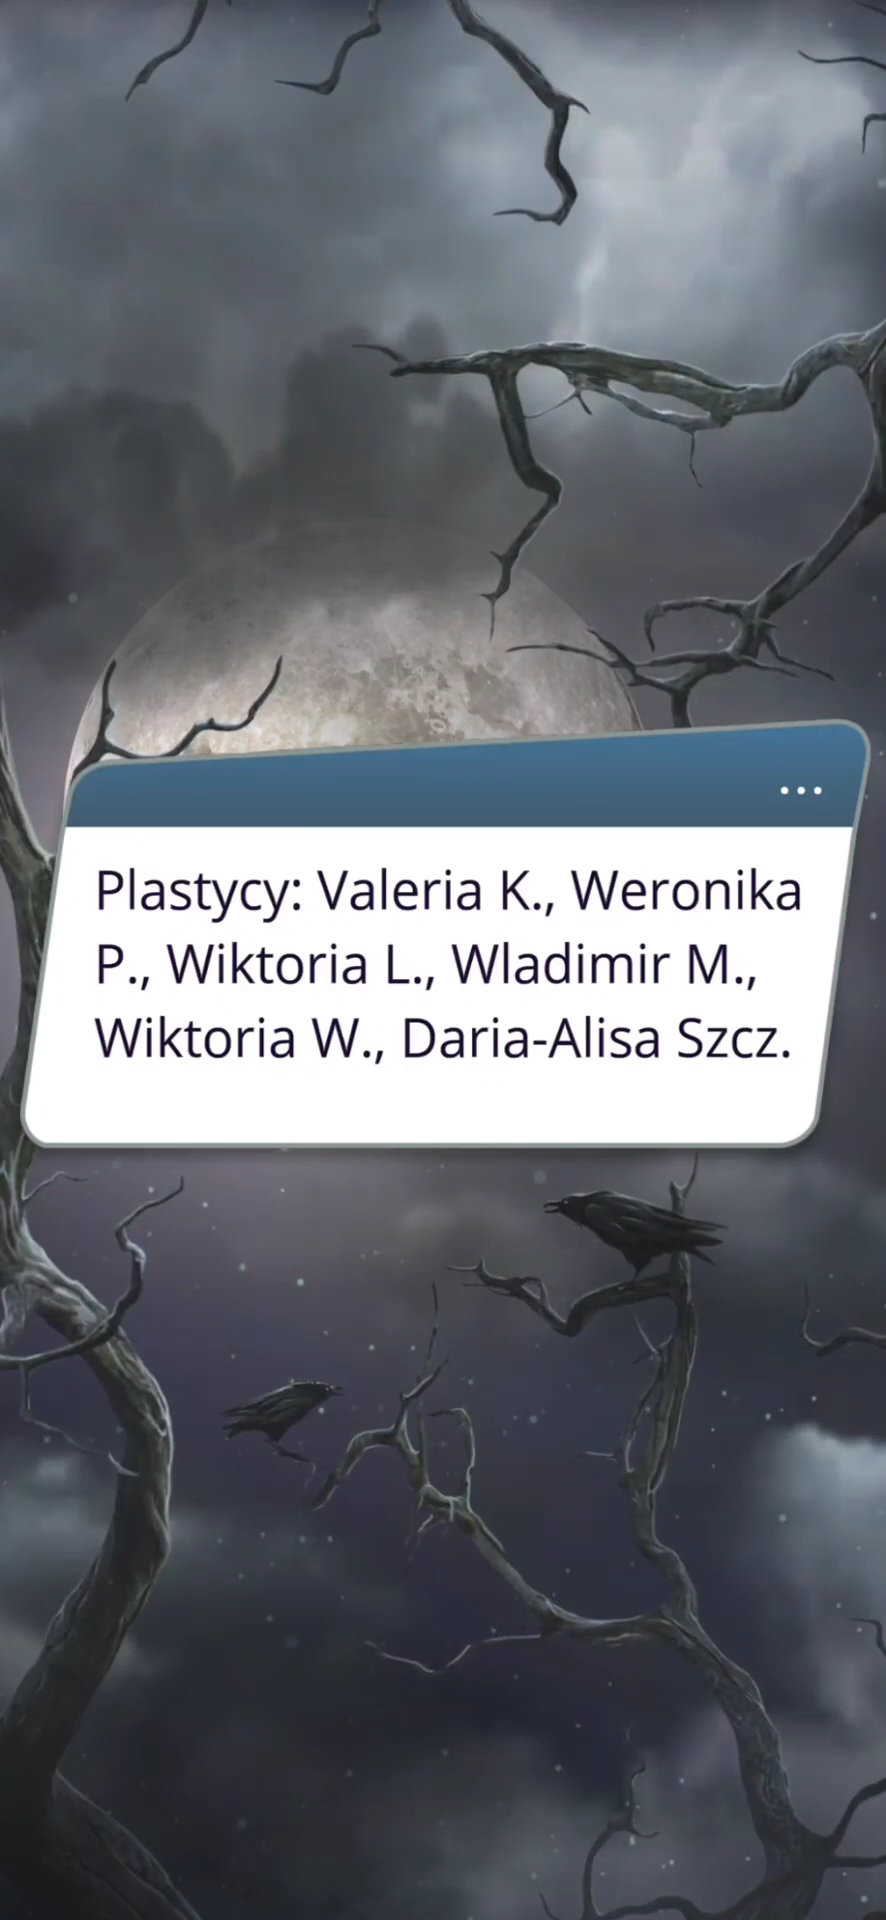 Plastycy: Valeria K., Weronika
P., Wiktoria L., Wladimir M.,
Wiktoria W., Daria-Alisa Szcz.